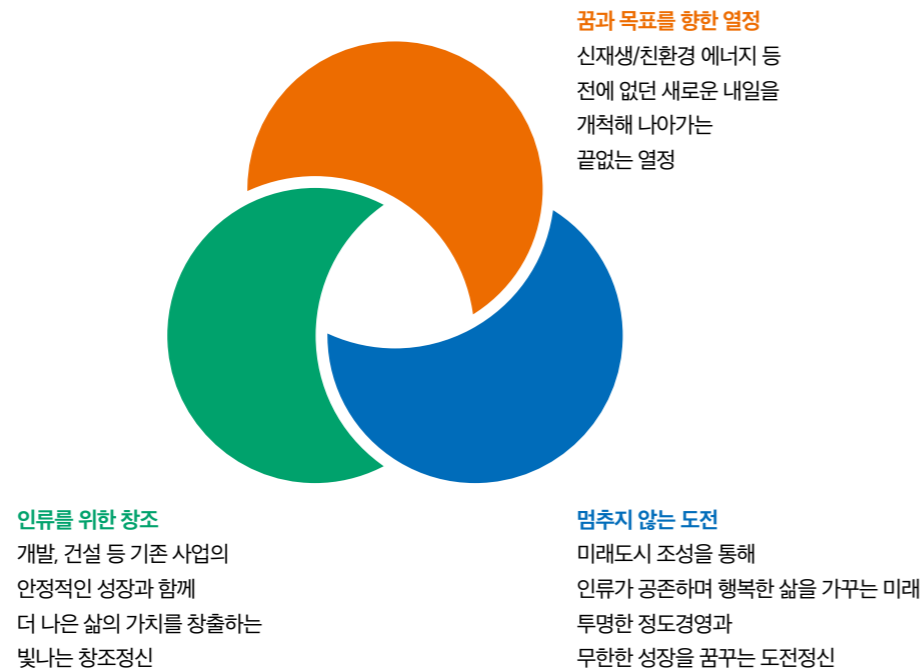 꿈과 목표를 향한 열정
신재생/친환경 에너지 등
전에 없던 새로운 내일을
개척해 나아가는
끝없는 열정
인류를 위한 창조
개발, 건설 등 기존 사업의
안정적인 성장과 함께
더 나은 삶의 가치를 창출하는
빛나는 창조정신
멈추지 않는 도전
미래도시 조성을 통해
인류가 공존하며 행복한 삶을 가꾸는 미래
투명한 정도경영과
무한한 성장을 꿈꾸는 도전정신